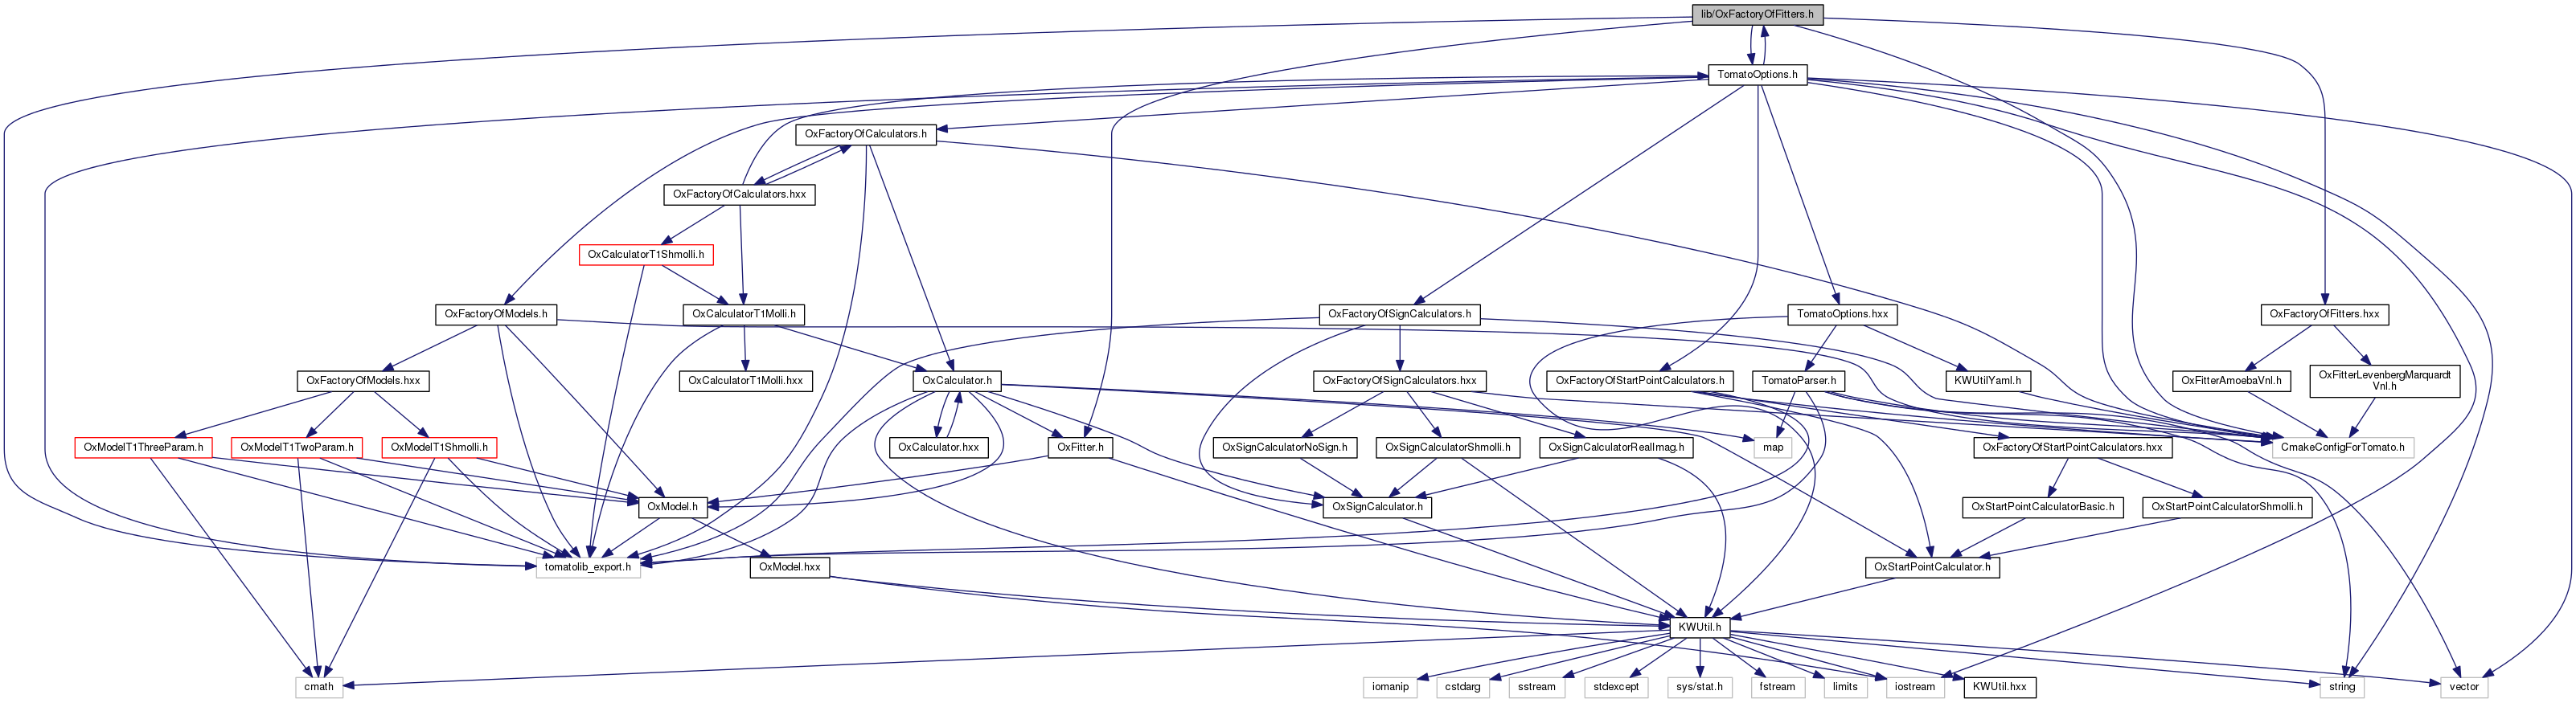 lib/OxFactoryOfFitters.h
TomatoOptions.h
OxFactoryOfCalculators.h
OxFactoryOfCalculators.hxx
OxCalculatorT1Shmolli.h
OxFactoryOfModels.h
OxCalculatorT1Molli.h
OxFactoryOfSignCalculators.h
TomatoOptions.hxx
OxFactoryOfFitters.hxx
OxFactoryOfModels.hxx
OxCalculatorT1Molli.hxx
OxCalculator.h
OxFactoryOfSignCalculators.hxx
OxFactoryOfStartPointCalculators.h
TomatoParser.h
KWUtilYaml.h
OxFitterAmoebaVnl.h
OxFitterLevenbergMarquardt
Vnl.h
OxModelT1ThreeParam.h
OxModelT1TwoParam.h
OxModelT1Shmolli.h
OxCalculator.hxx
OxFitter.h
map
OxSignCalculatorNoSign.h
OxSignCalculatorShmolli.h
OxSignCalculatorRealImag.h
OxFactoryOfStartPointCalculators.hxx
CmakeConfigForTomato.h
OxModel.h
OxSignCalculator.h
OxStartPointCalculatorBasic.h
OxStartPointCalculatorShmolli.h
tomatolib_export.h
OxModel.hxx
OxStartPointCalculator.h
KWUtil.h
cmath
iomanip
cstdarg
sstream
stdexcept
sys/stat.h
fstream
limits
iostream
KWUtil.hxx
string
vector